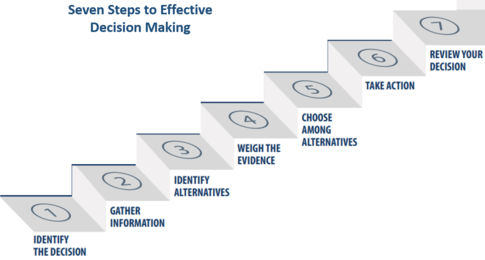 Seven Steps to Effective
Decision Making
1
IDENTIFY
THE DECISION
2
GATHER
INFORMATION
3
IDENTIFY
ALTERNATIVES
4
WEIGH THE
EVIDENCE
5
CHOOSE
AMONG
ALTERNATIVES
6
TAKE ACTION
7
REVIEW YOUR
DECISION